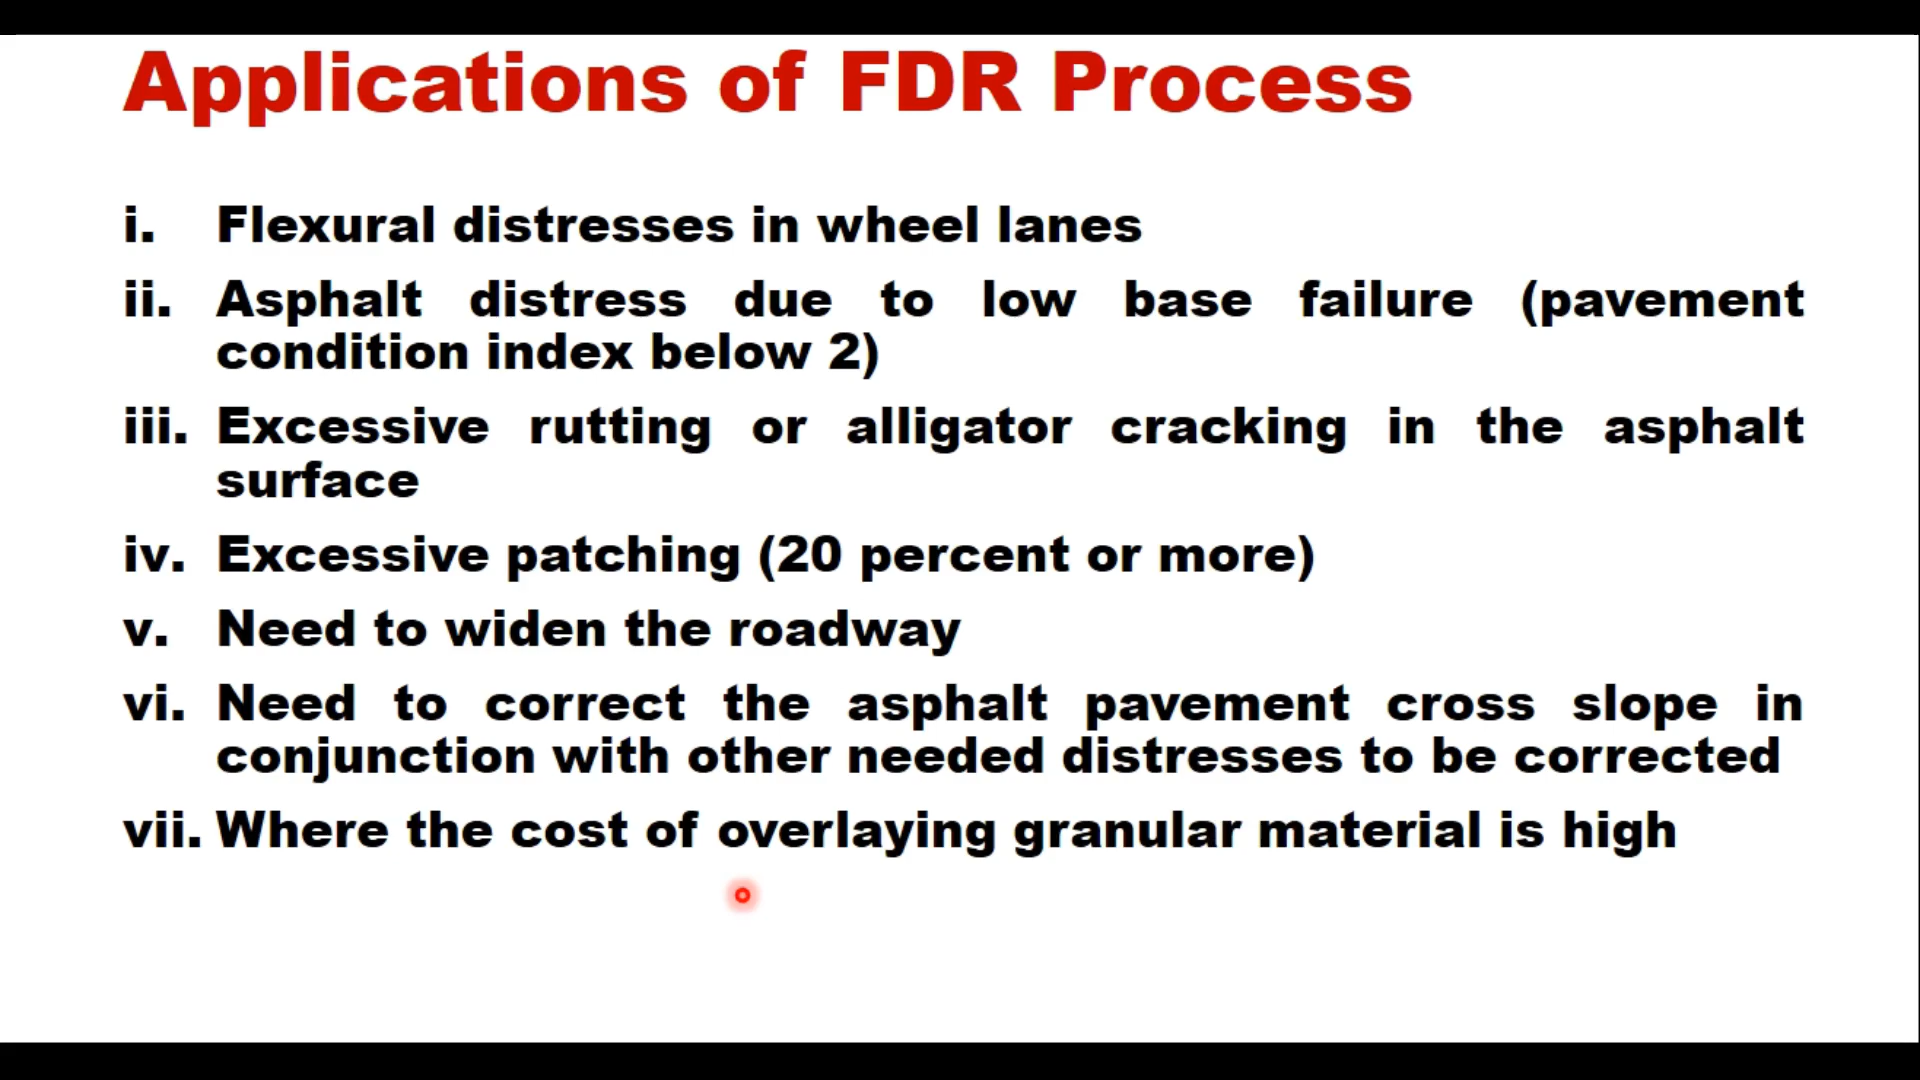 Applications of FDR Process
i. Flexural distresses in wheel lanes
ii. Asphalt distress due to low base failure (pavement
condition index below 2)
iii. Excessive rutting or alligator cracking in the asphalt
surface
iv. Excessive patching (20 percent or more)
v. Need to widen the roadway
vi. Need to correct the asphalt pavement cross slope in
conjunction with other needed distresses to be corrected
vii. Where the cost of overlaying granular material is high